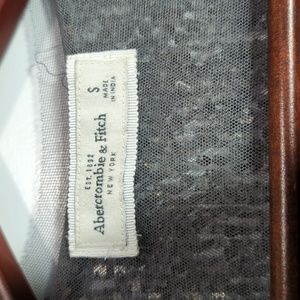 EST. 1892
Abercrombie & Fitch
NEW YORK
S
MADE
IN INDIA